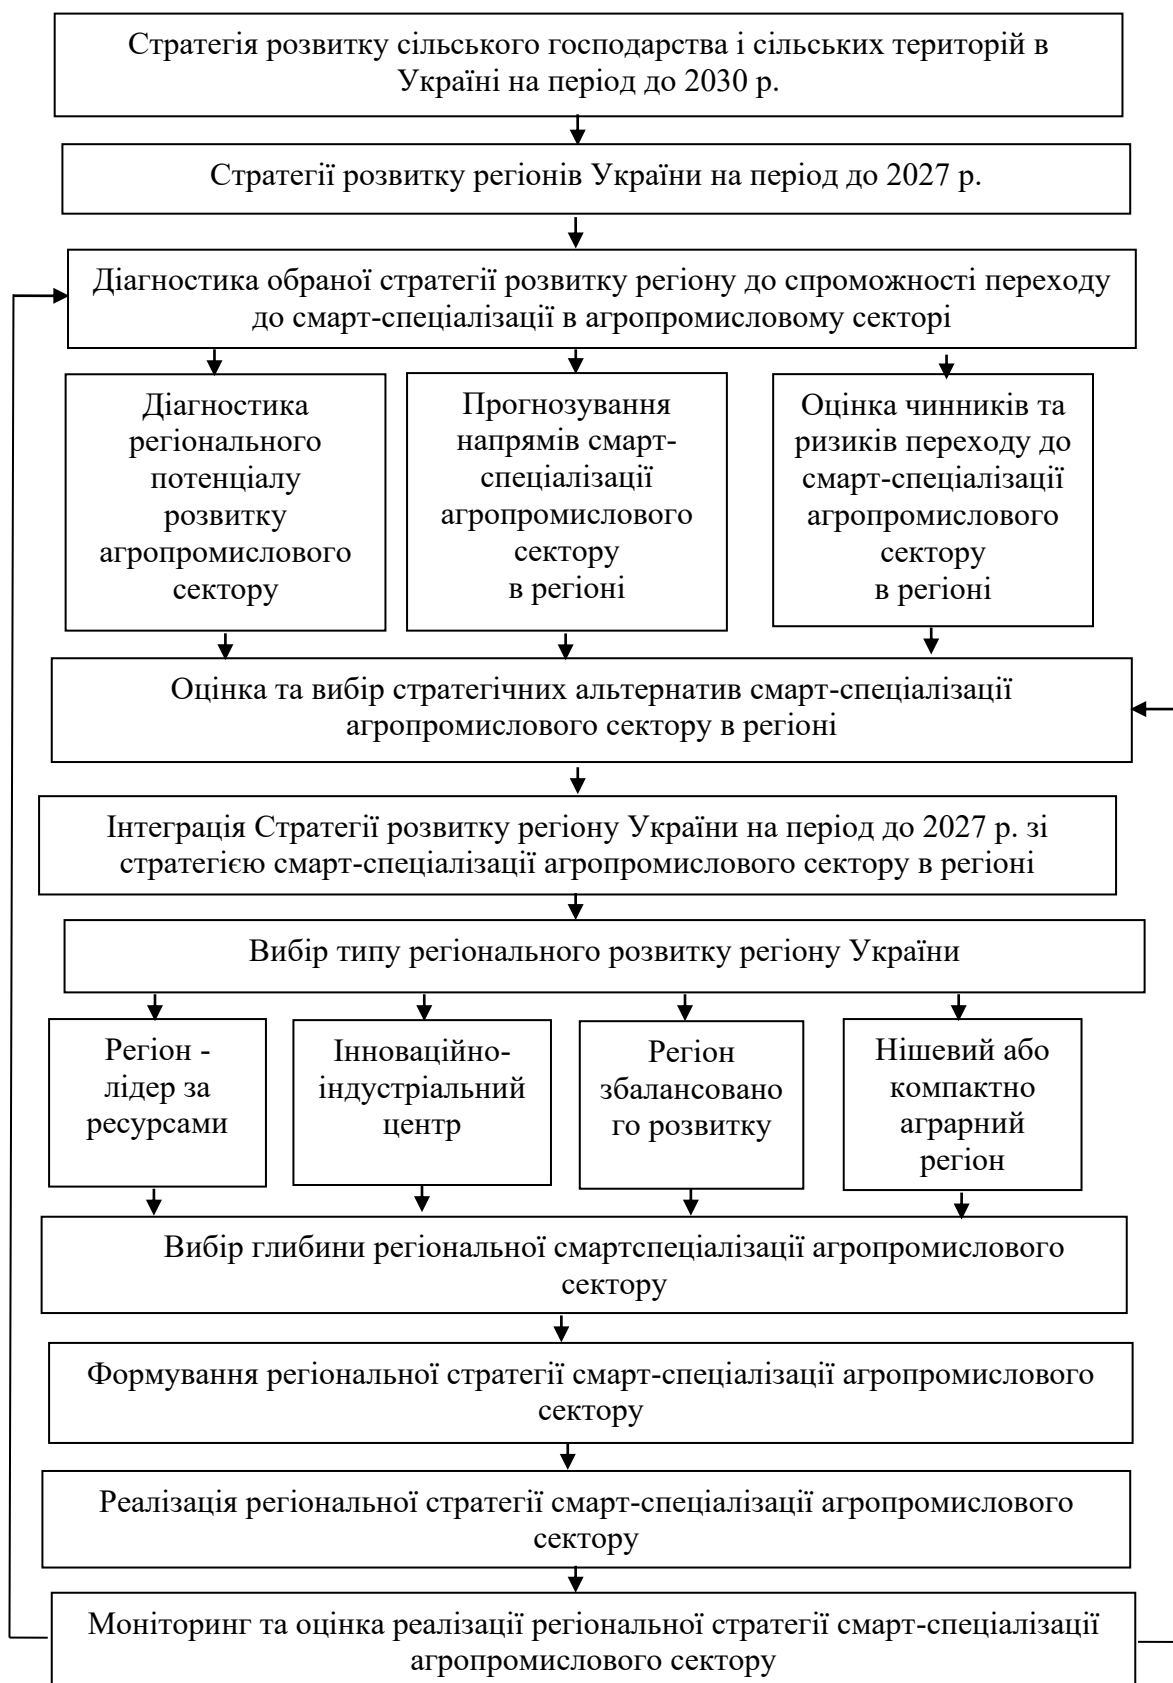 Стратегія розвитку сільського господарства і сільських територій в
Україні на період до 2030 р.
Стратегії розвитку регіонів України на період до 2027 р.
Діагностика обраної стратегії розвитку регіону до спроможності переходу
до смарт-спеціалізації в агропромисловому секторі
Діагностика
регіонального
потенціалу
розвитку
агропромислового
сектору
Прогнозування
напрямів смарт-
спеціалізації
агропромислового
сектору
в регіоні
Оцінка чинників та
ризиків переходу до
смарт-спеціалізації
агропромислового
сектору
в регіоні
Оцінка та вибір стратегічних альтернатив смарт-спеціалізації
агропромислового сектору в регіоні
Інтеграція Стратегії розвитку регіону України на період до 2027 р. зі
стратегією смарт-спеціалізації агропромислового сектору в регіоні
Вибір типу регіонального розвитку регіону України
Регіон -
лідер за
ресурсами
Інноваційно-
індустріальний
центр
Регіон
збалансовано
го розвитку
Нішевий або
компактно
аграрний
регіон
Вибір глибини регіональної смартспеціалізації агропромислового
сектору
Формування регіональної стратегії смарт-спеціалізації агропромислового
сектору
Реалізація регіональної стратегії смарт-спеціалізації агропромислового
сектору
Моніторинг та оцінка реалізації регіональної стратегії смарт-спеціалізації
агропромислового сектору